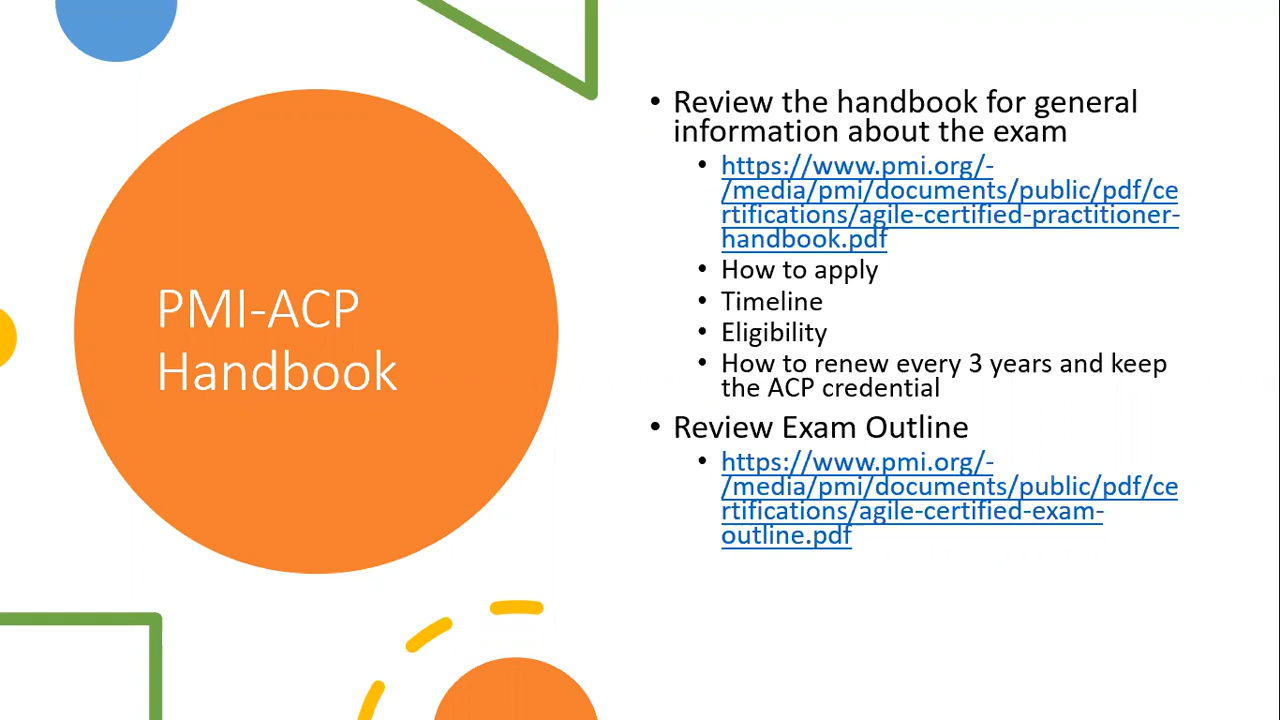 PMI-ACP
Handbook
• Review the handbook for general
information about the exam
• https://www.pmi.org/-
/media/pmi/documents/public/pdf/ce
rtifications/agile-certified-practitioner-
handbook.pdf
• How to apply
• Timeline
• Eligibility
• How to renew every 3 years and keep
the ACP credential
• Review Exam Outline
• https://www.pmi.org/-
/media/pmi/documents/public/pdf/ce
rtifications/agile-certified-exam-
outline.pdf